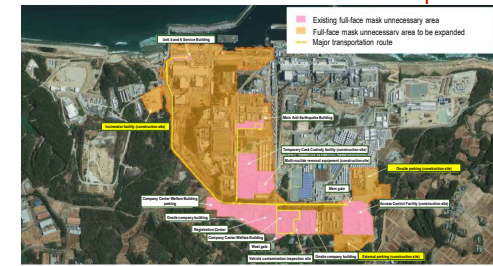 Existing full-face mask unnecessary area
Full-face mask unnecessary area to be expanded
Major transportation route
Unit 5 and 6 Service Building
Main Anti-Earthquake Building
Incinerator facility (construction site)
Temporary Cask Custody facility (construction site)
Multi-nuclide removal equipment (construction site)
Onsite parking (construction site)
Main gate
Company Center Welfare Building
parking
Access Control Facility (construction site)
Onsite company building
Registration Center
Company Center Welfare Building
West gate
Vehicle contamination inspection site
Onsite company building
External parking (construction site)